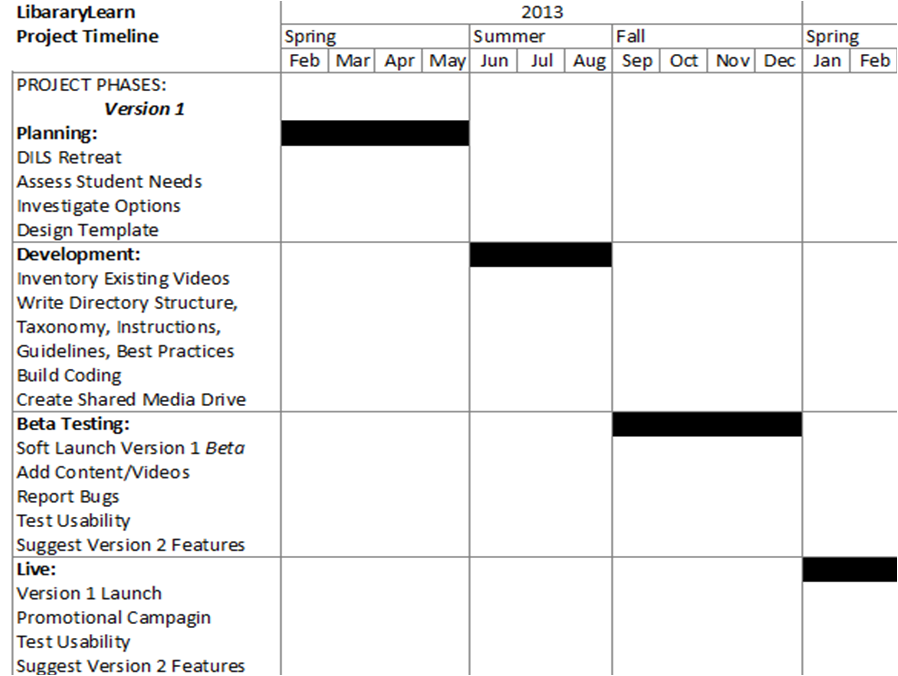 LibararyLearn 2013
Project Timeline Spring Summer Fall Spring
Feb Mar Apr May Jun Jul Aug Sep Oct Nov Dec Jan Feb
PROJECT PHASES:
Version 1
Planning:
DILS Retreat
Assess Student Needs
Investigate Options
Design Template
Development:
Inventory Existing Videos
Write Directory Structure,
Taxonomy, Instructions,
Guidelines, Best Practices
Build Coding
Create Shared Media Drive
Beta Testing:
Soft Launch Version 1 Beta
Add Content/Videos
Report Bugs
Test Usability
Suggest Version 2 Features
Live:
Version 1 Launch
Promotional Campagin
Test Usability
Suggest Version 2 Features